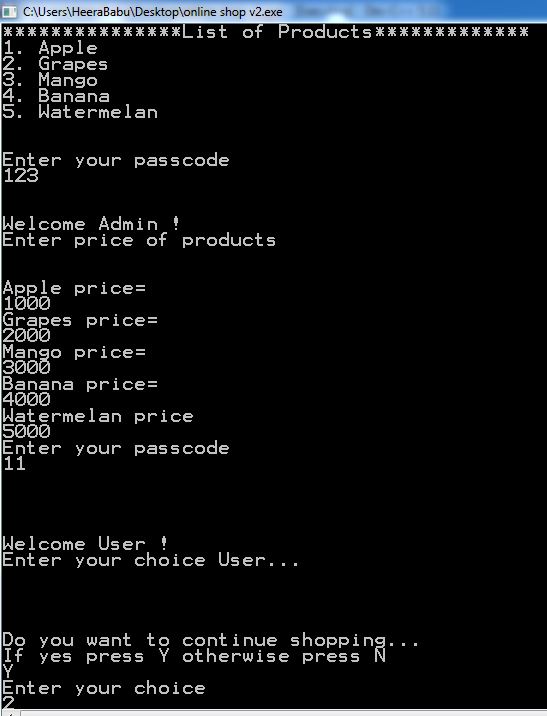 C:\Users\HeeraBabu\Desktop\online shop v2.exe
***************List of Products*************
1. Apple
2. Grapes
3. Mango
4. Banana
5. Watermelan
Enter your passcode
123
Welcome Admin !
Enter price of products
Apple price=
1000
Grapes price=
2000
Mango price=
3000
Banana price=
4000
Watermelan price
5000
Enter your passcode
11
Welcome User !
Enter your choice User...
Do you want to continue shopping...
If yes press Y otherwise press N
Y
Enter your choice
2